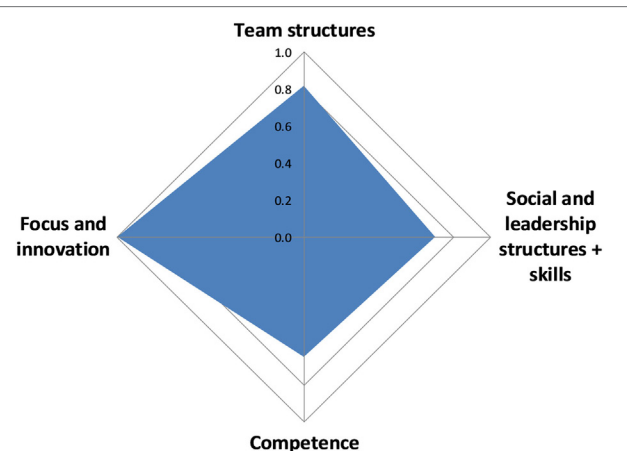 Team structures
1.0
0.8
0.6
0.4
0.2
0.0
Focus and
innovation
Social and
leadership
structures +
skills
Competence